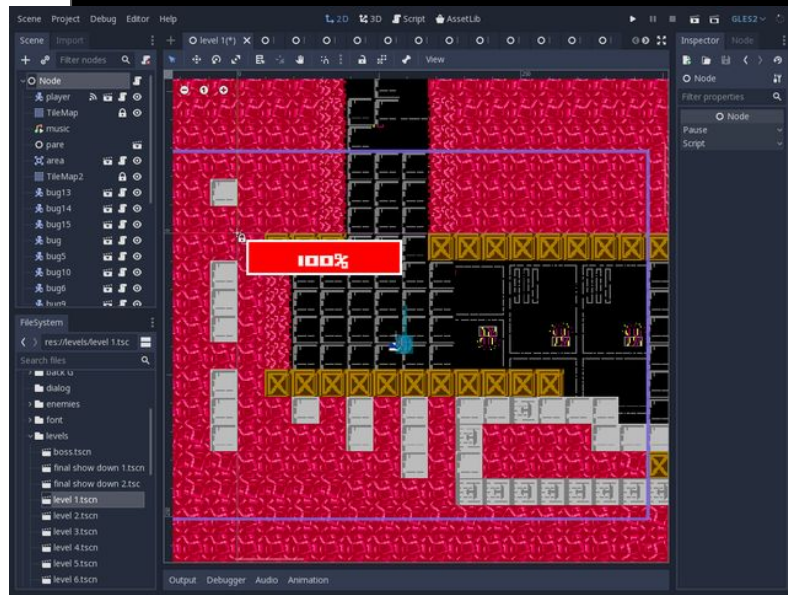 Scene Project Debug Editor Help
2D 3D Script AssetLib
GLES2
Scene Import
level 1(*)
Inspector Node
Filter nodes
View
Node
player
TileMap
music
pare
area
TileMap2
bug13
bug14
bug15
bug
bug5
bug10
bug6
bug9
Node
Filter properties
Node
Pause
Script
100%
FileSystem
res://levels/level 1.tsc
Search files
back G
dialog
enemies
font
levels
boss.tscn
final show down 1.tscn
final show down 2.tsc
level 1.tscn
level 2.tscn
level 3.tscn
level 4.tscn
level 5.tscn
level 6.tscn
Output Debugger Audio Animation